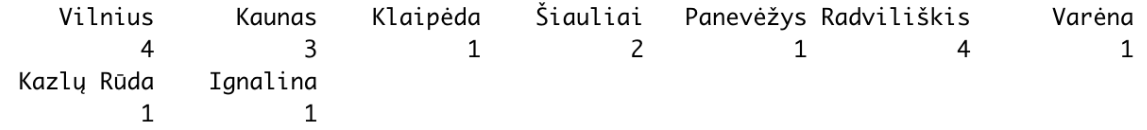 Vilnius Kaunas Klaipėda Šiauliai Panevėžys Radviliškis Varėna
4 3 1 2 1 4 1
Kazlų Rūda Ignalina
1 1